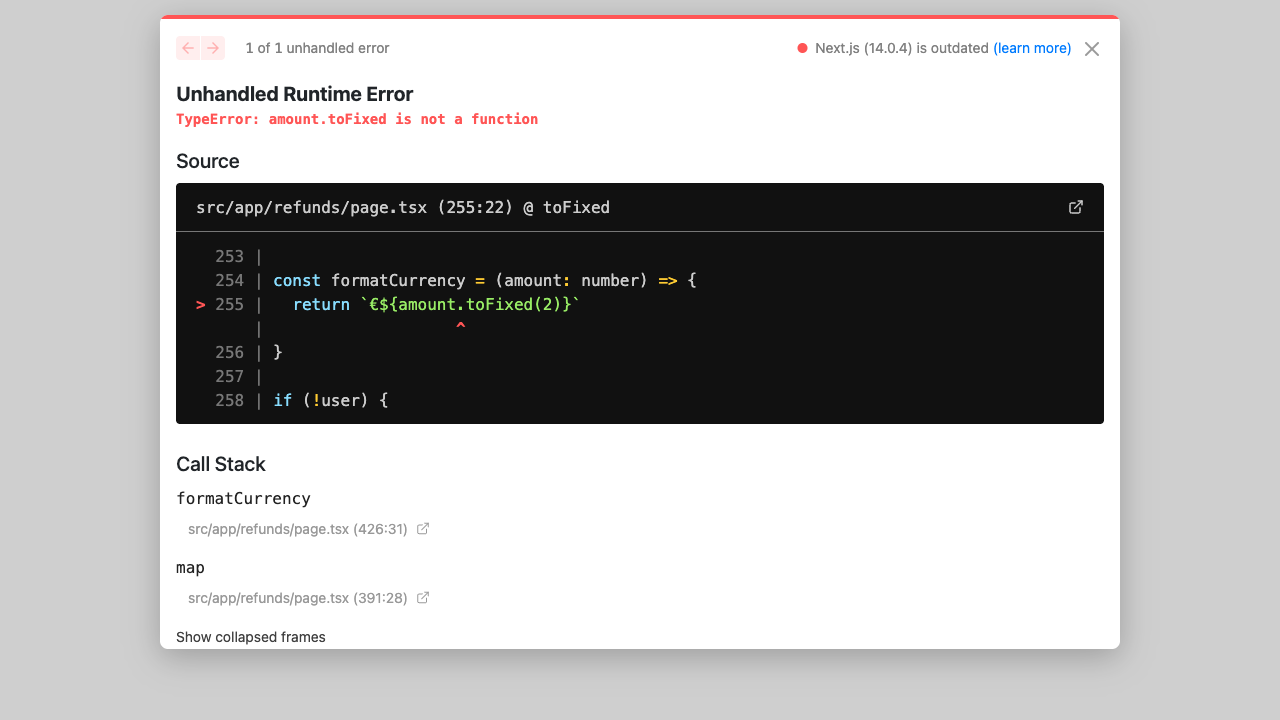 1 of 1 unhandled error
Next.js (14.0.4) is outdated (learn more)
Unhandled Runtime Error
TypeError: amount.toFixed is not a function
Source
src/app/refunds/page.tsx (255:22) @ toFixed
253 |
254 | const formatCurrency = (amount: number) => {
> 255 |   return `€${amount.toFixed(2)}`
|                     ^
256 | }
257 |
258 | if (!user) {
Call Stack
formatCurrency
src/app/refunds/page.tsx (426:31)
map
src/app/refunds/page.tsx (391:28)
Show collapsed frames